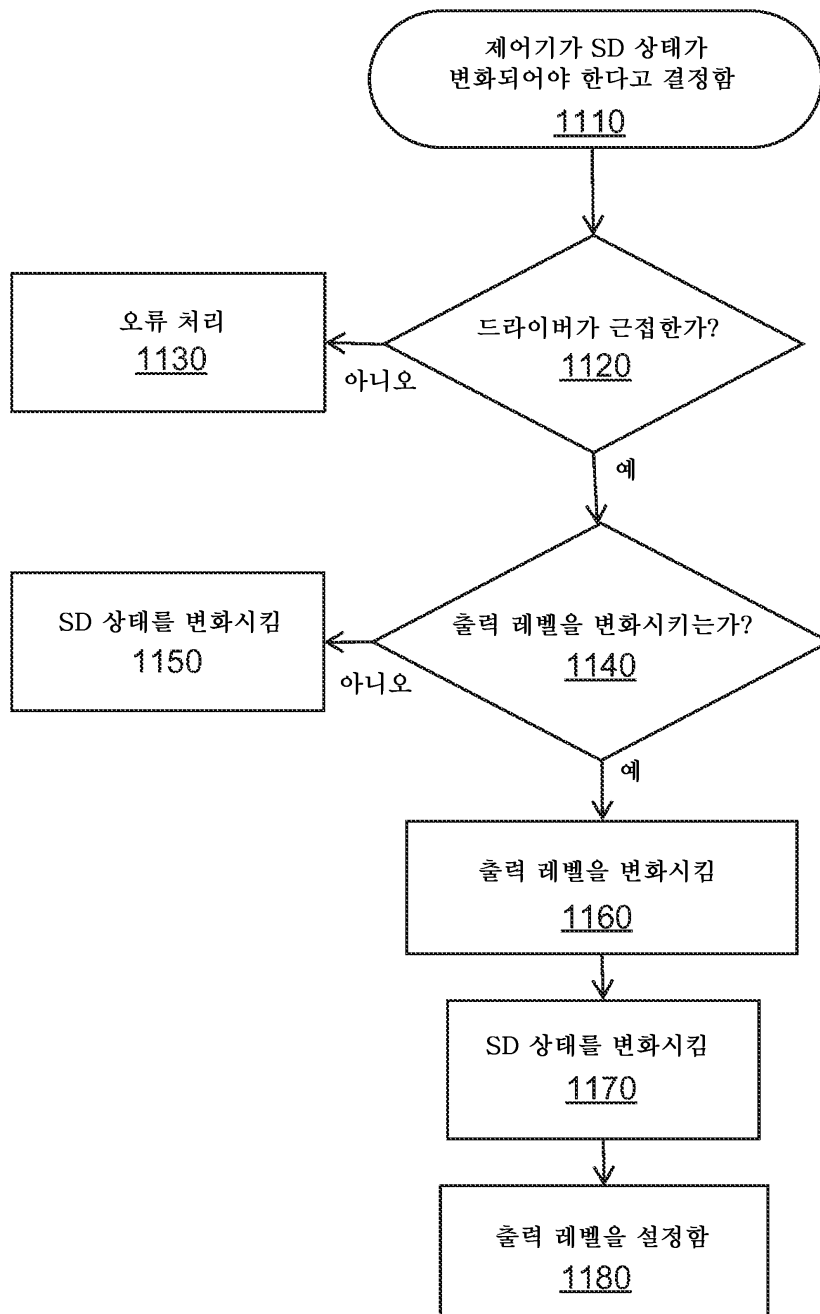 제어기가 SD 상태가
변화되어야 한다고 결정함
1110
드라이버가 근접한가?
1120
오류 처리
1130
아니오
예
출력 레벨을 변화시키는가?
1140
SD 상태를 변화시킴
1150
아니오
예
출력 레벨을 변화시킴
1160
SD 상태를 변화시킴
1170
출력 레벨을 설정함
1180